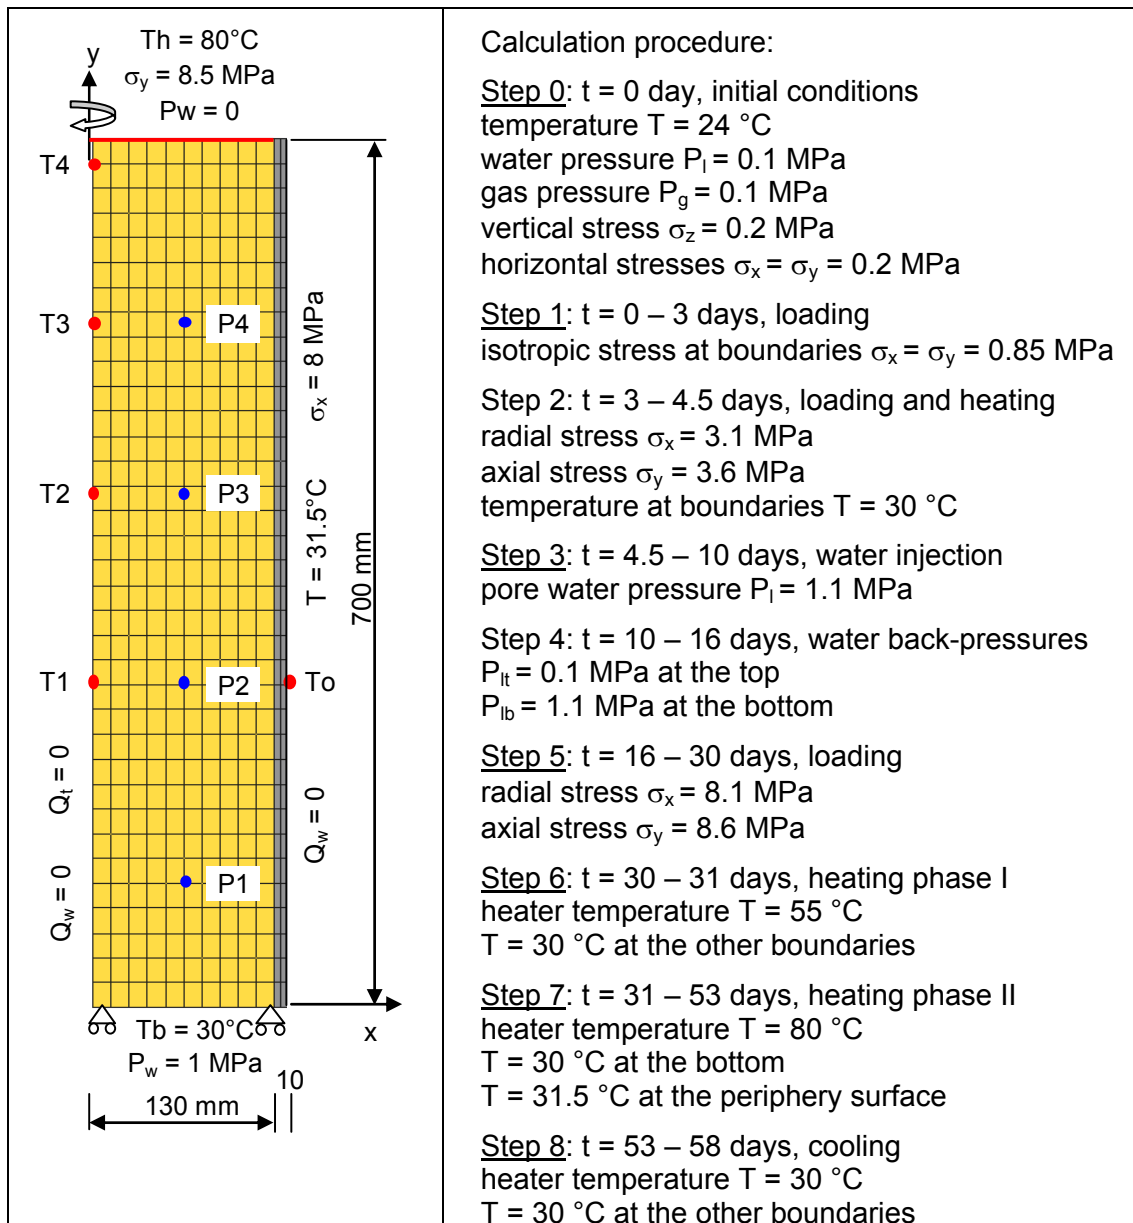 Th = 80°C
y
σy = 8.5 MPa
Pw = 0
T4
T3
P4
σx = 8 MPa
T2
P3
T = 31.5°C
700 mm
T1
P2
To
Qt = 0
Qw = 0
P1
Qw = 0
x
Tb = 30°C
Pw = 1 MPa
10
130 mm
Calculation procedure:
Step 0: t = 0 day, initial conditions
temperature T = 24 °C
water pressure Pl = 0.1 MPa
gas pressure Pg = 0.1 MPa
vertical stress σz = 0.2 MPa
horizontal stresses σx = σy = 0.2 MPa
Step 1: t = 0 – 3 days, loading
isotropic stress at boundaries σx = σy = 0.85 MPa
Step 2: t = 3 – 4.5 days, loading and heating
radial stress σx = 3.1 MPa
axial stress σy = 3.6 MPa
temperature at boundaries T = 30 °C
Step 3: t = 4.5 – 10 days, water injection
pore water pressure Pl = 1.1 MPa
Step 4: t = 10 – 16 days, water back-pressures
Plt = 0.1 MPa at the top
Plb = 1.1 MPa at the bottom
Step 5: t = 16 – 30 days, loading
radial stress σx = 8.1 MPa
axial stress σy = 8.6 MPa
Step 6: t = 30 – 31 days, heating phase I
heater temperature T = 55 °C
T = 30 °C at the other boundaries
Step 7: t = 31 – 53 days, heating phase II
heater temperature T = 80 °C
T = 30 °C at the bottom
T = 31.5 °C at the periphery surface
Step 8: t = 53 – 58 days, cooling
heater temperature T = 30 °C
T = 30 °C at the other boundaries